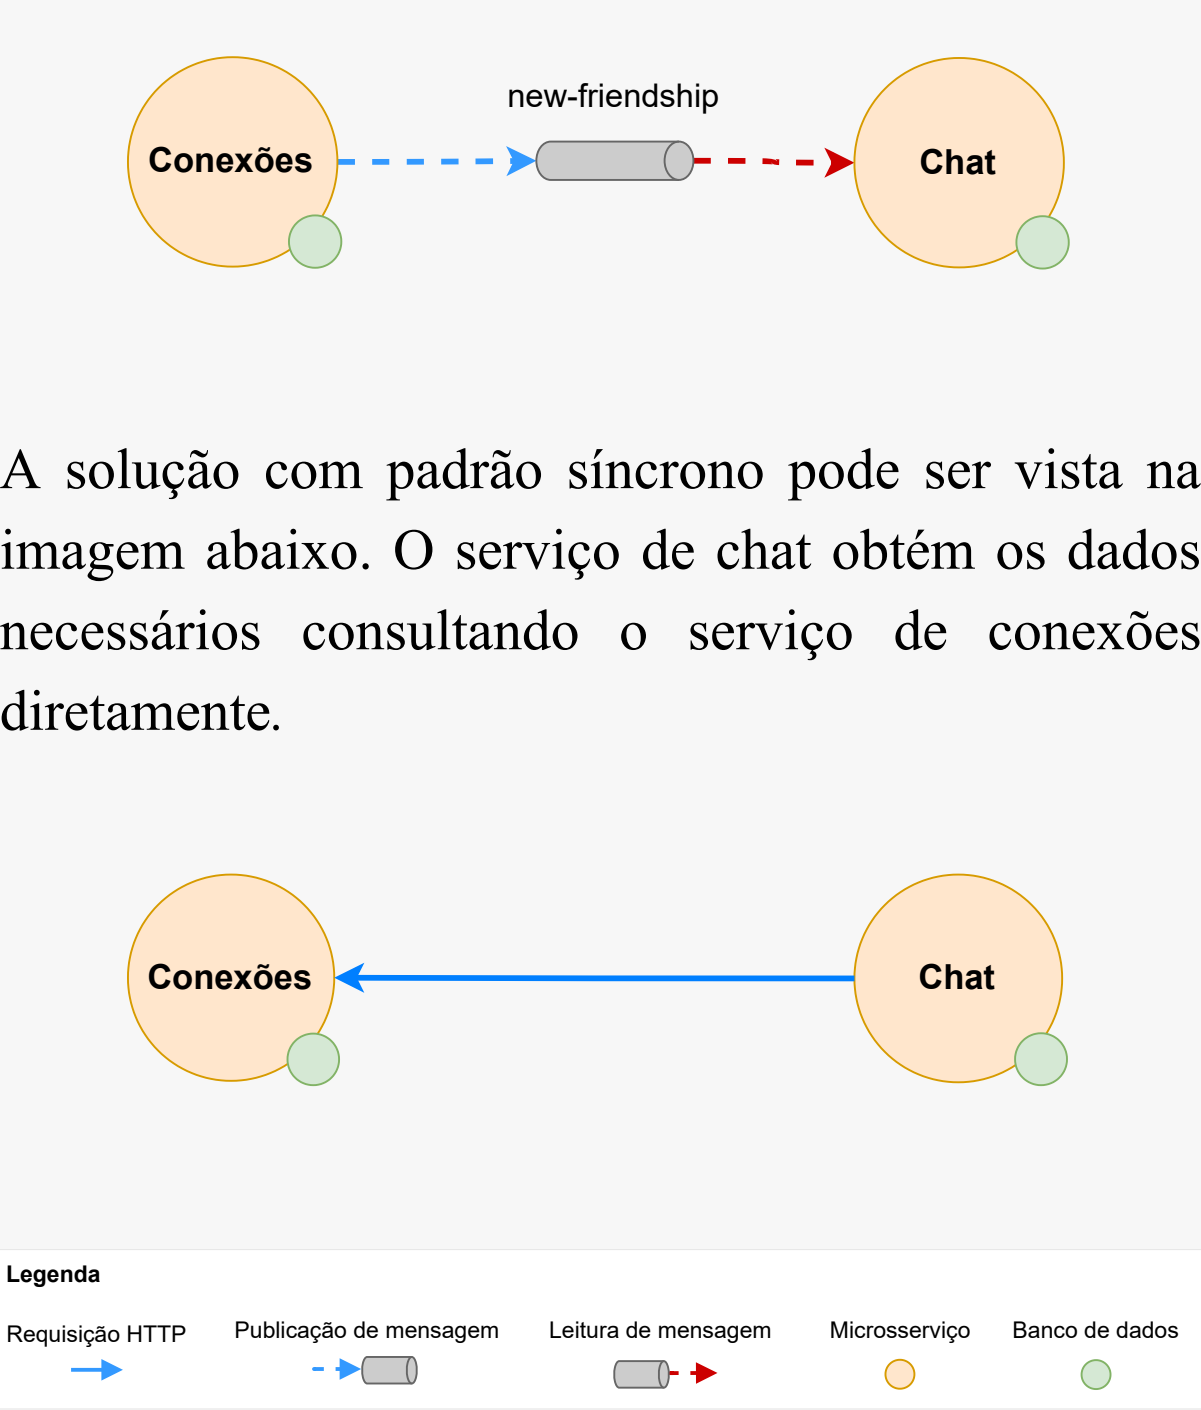 new-friendship
Conexões
Chat
A solução com padrão síncrono pode ser vista na
imagem abaixo. O serviço de chat obtém os dados
necessários consultando o serviço de conexões
diretamente.
Conexões
Chat
Legenda
Requisição HTTP
Publicação de mensagem
Leitura de mensagem
Microsserviço
Banco de dados